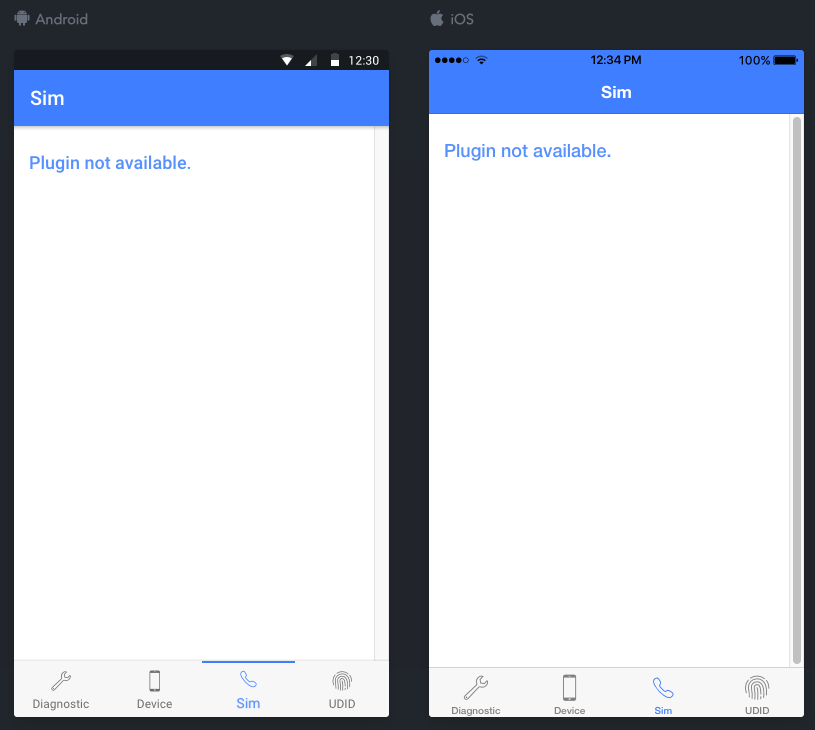 Android
12:30
Sim
Plugin not available.
Diagnostic
Device
Sim
UDID
iOS
12:34 PM
100%
Sim
Plugin not available.
Diagnostic
Device
Sim
UDID